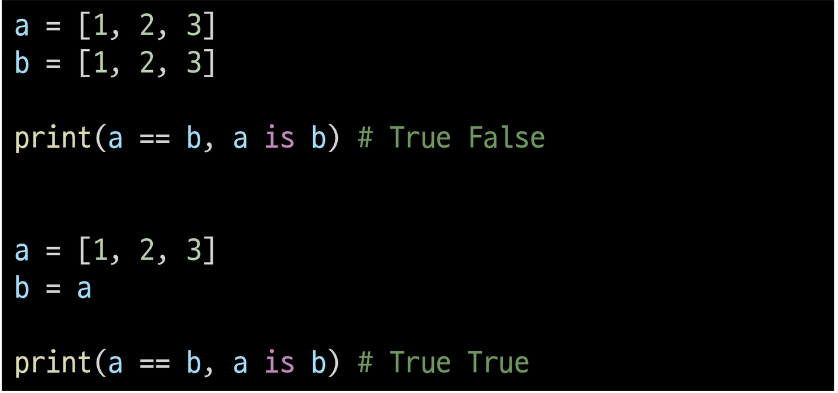 a = [1, 2, 3]
b = [1, 2, 3]
print(a == b, a is b) # True False
a = [1, 2, 3]
b = a
print(a == b, a is b) # True True